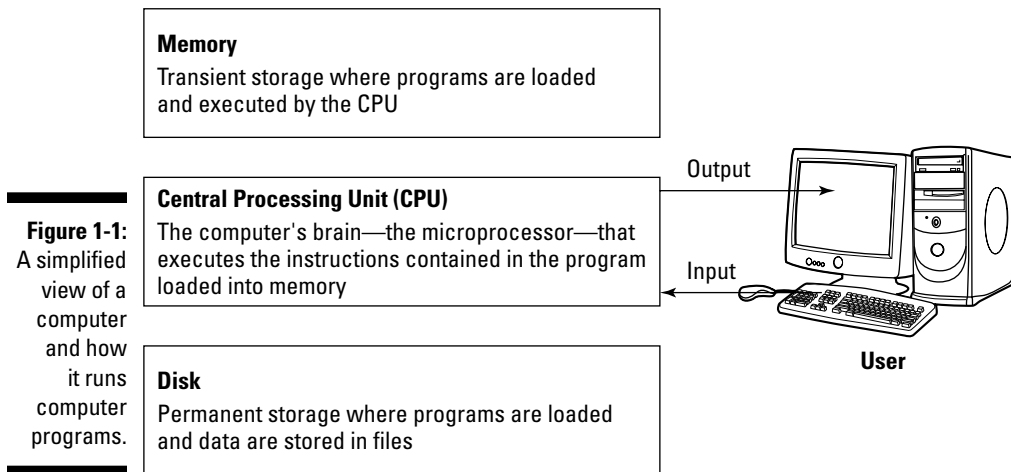 Memory
Transient storage where programs are loaded
and executed by the CPU
Central Processing Unit (CPU)
The computer's brain—the microprocessor—that
executes the instructions contained in the program
loaded into memory
Disk
Permanent storage where programs are loaded
and data are stored in files
Output
Input
User
Figure 1-1:
A simplified
view of a
computer
and how
it runs
computer
programs.